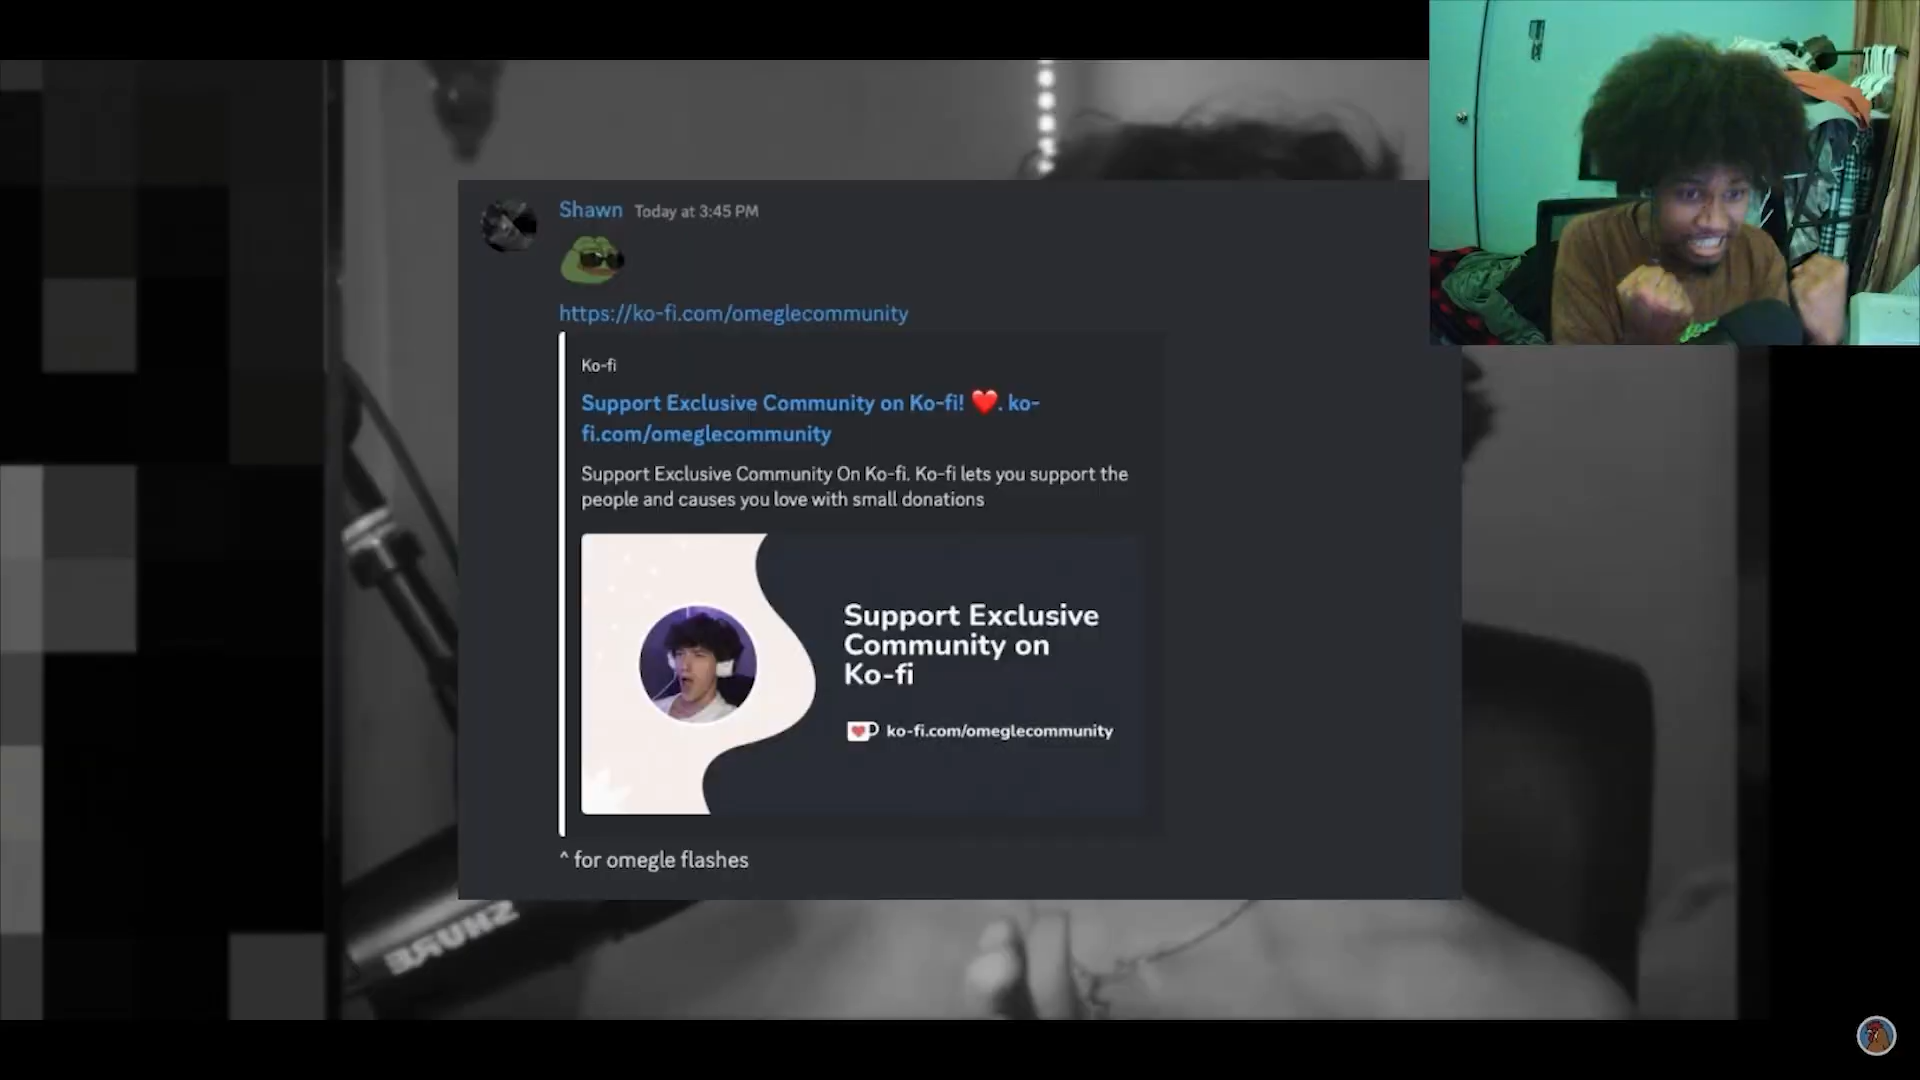 Shawn Today at 3:45 PM
https://ko-fi.com/omeglecommunity
Ko-fi
Support Exclusive Community on Ko-fi! ❤️. ko-
fi.com/omeglecommunity
Support Exclusive Community On Ko-fi. Ko-fi lets you support the
people and causes you love with small donations
Support Exclusive
Community on
Ko-fi
ko-fi.com/omeglecommunity
^ for omegle flashes
SHURE